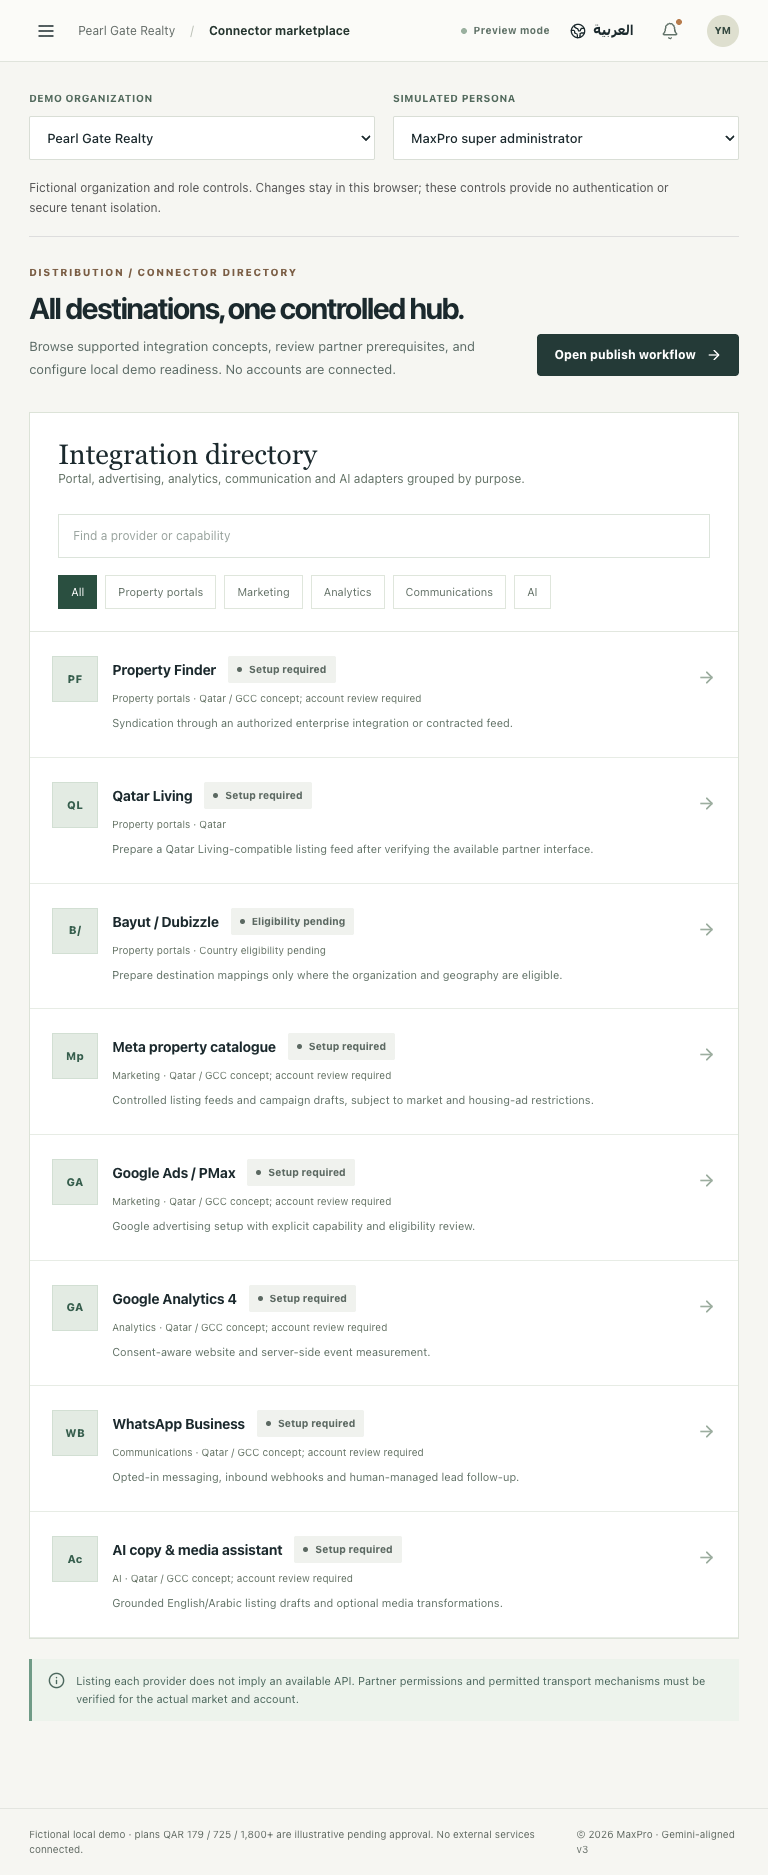 Pearl Gate Realty / Connector marketplace
Preview mode
العربية
YM
DEMO ORGANIZATION
Pearl Gate Realty
SIMULATED PERSONA
MaxPro super administrator
Fictional organization and role controls. Changes stay in this browser; these controls provide no authentication or
secure tenant isolation.
DISTRIBUTION / CONNECTOR DIRECTORY
All destinations, one controlled hub.
Browse supported integration concepts, review partner prerequisites, and
configure local demo readiness. No accounts are connected.
Open publish workflow
Integration directory
Portal, advertising, analytics, communication and AI adapters grouped by purpose.
Find a provider or capability
All
Property portals
Marketing
Analytics
Communications
AI
PF
Property Finder
Setup required
Property portals · Qatar / GCC concept; account review required
Syndication through an authorized enterprise integration or contracted feed.
QL
Qatar Living
Setup required
Property portals · Qatar
Prepare a Qatar Living-compatible listing feed after verifying the available partner interface.
B/
Bayut / Dubizzle
Eligibility pending
Property portals · Country eligibility pending
Prepare destination mappings only where the organization and geography are eligible.
Mp
Meta property catalogue
Setup required
Marketing · Qatar / GCC concept; account review required
Controlled listing feeds and campaign drafts, subject to market and housing-ad restrictions.
GA
Google Ads / PMax
Setup required
Marketing · Qatar / GCC concept; account review required
Google advertising setup with explicit capability and eligibility review.
GA
Google Analytics 4
Setup required
Analytics · Qatar / GCC concept; account review required
Consent-aware website and server-side event measurement.
WB
WhatsApp Business
Setup required
Communications · Qatar / GCC concept; account review required
Opted-in messaging, inbound webhooks and human-managed lead follow-up.
Ac
AI copy & media assistant
Setup required
AI · Qatar / GCC concept; account review required
Grounded English/Arabic listing drafts and optional media transformations.
Listing each provider does not imply an available API. Partner permissions and permitted transport mechanisms must be
verified for the actual market and account.
Fictional local demo · plans QAR 179 / 725 / 1,800+ are illustrative pending approval. No external services
connected.
© 2026 MaxPro · Gemini-aligned
v3